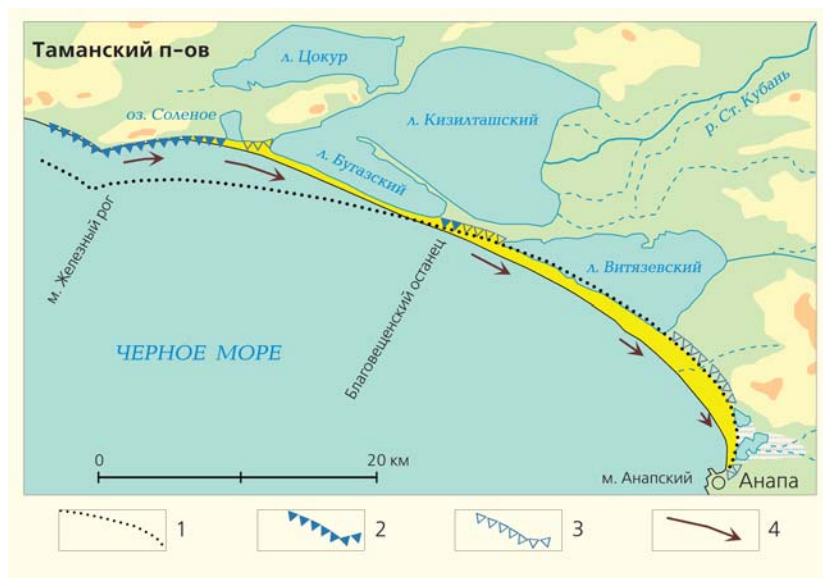 Таманский п-ов
л. Цокур
оз. Соленое
л. Кизилташский
р. Ст. Кубань
л. Бугазский
м. Железный рог
Благовещенский останец
л. Витязевский
ЧЕРНОЕ МОРЕ
0 20 км
м. Анапский
Анапа
1 2 3 4